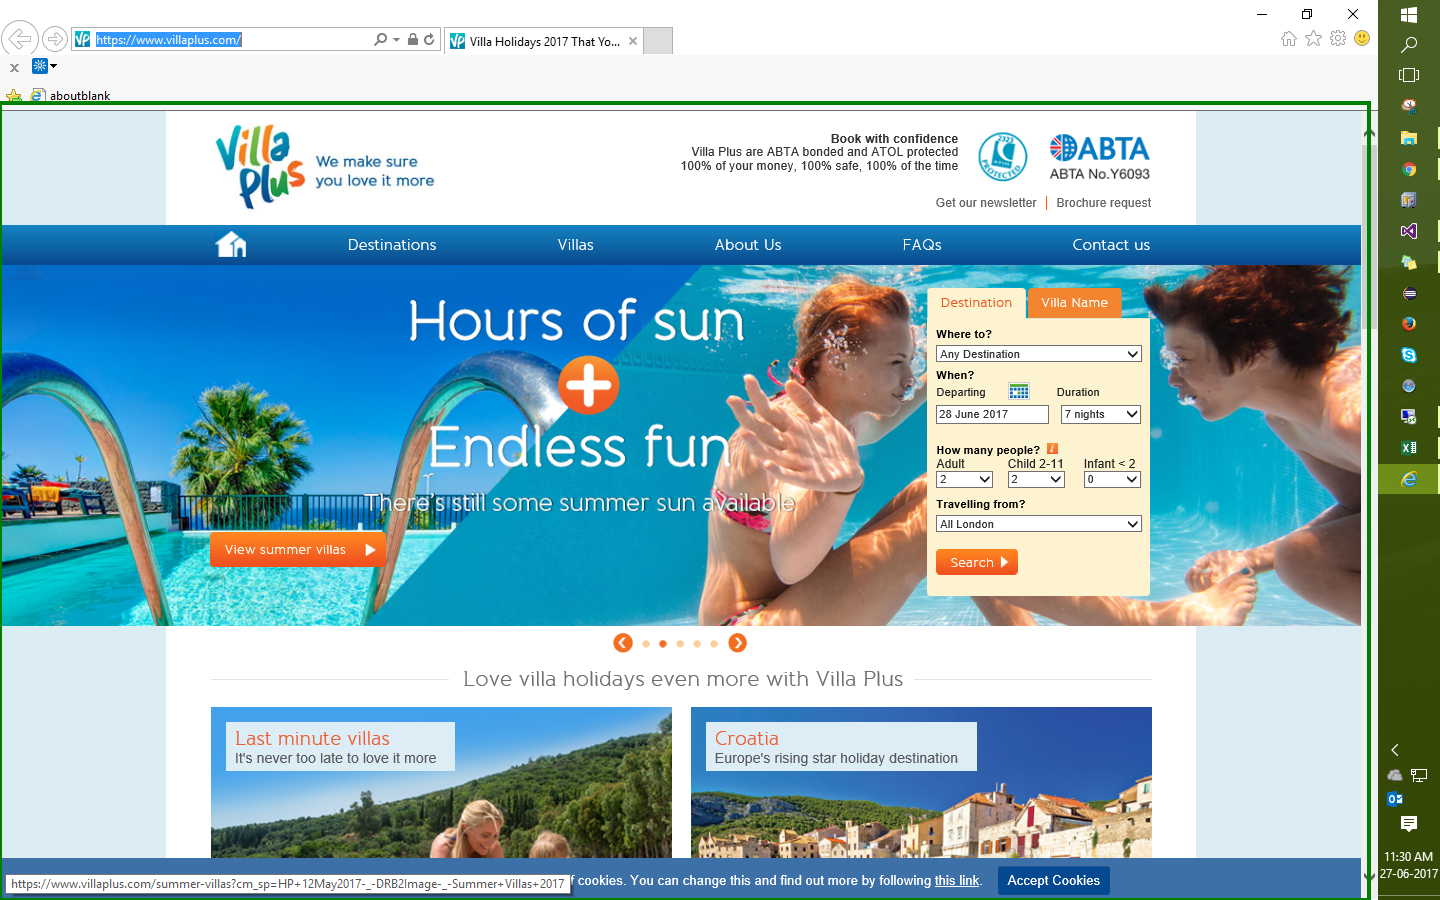 https://www.villaplus.com/
Villa Holidays 2017 That Yo...
aboutblank
Villa Plus
We make sure
you love it more
Book with confidence
Villa Plus are ABTA bonded and ATOL protected
100% of your money, 100% safe, 100% of the time
2323
ATOL
PROTECTED
ABTA
ABTA No.Y6093
Get our newsletter
Brochure request
Destinations
Villas
About Us
FAQs
Contact us
Hours of sun
+
Endless fun
There's still some summer sun available
View summer villas
Destination
Villa Name
Where to?
Any Destination
When?
Departing
Duration
28 June 2017
7 nights
How many people? i
Adult
Child 2-11
Infant < 2
2
2
0
Travelling from?
All London
Search
Love villa holidays even more with Villa Plus
Last minute villas
It's never too late to love it more
Croatia
Europe's rising star holiday destination
f cookies. You can change this and find out more by following this link.
Accept Cookies
https://www.villaplus.com/summer-villas?cm_sp=HP+12May2017-_-DRB2Image-_-Summer+Villas+2017
11:30 AM
27-06-2017